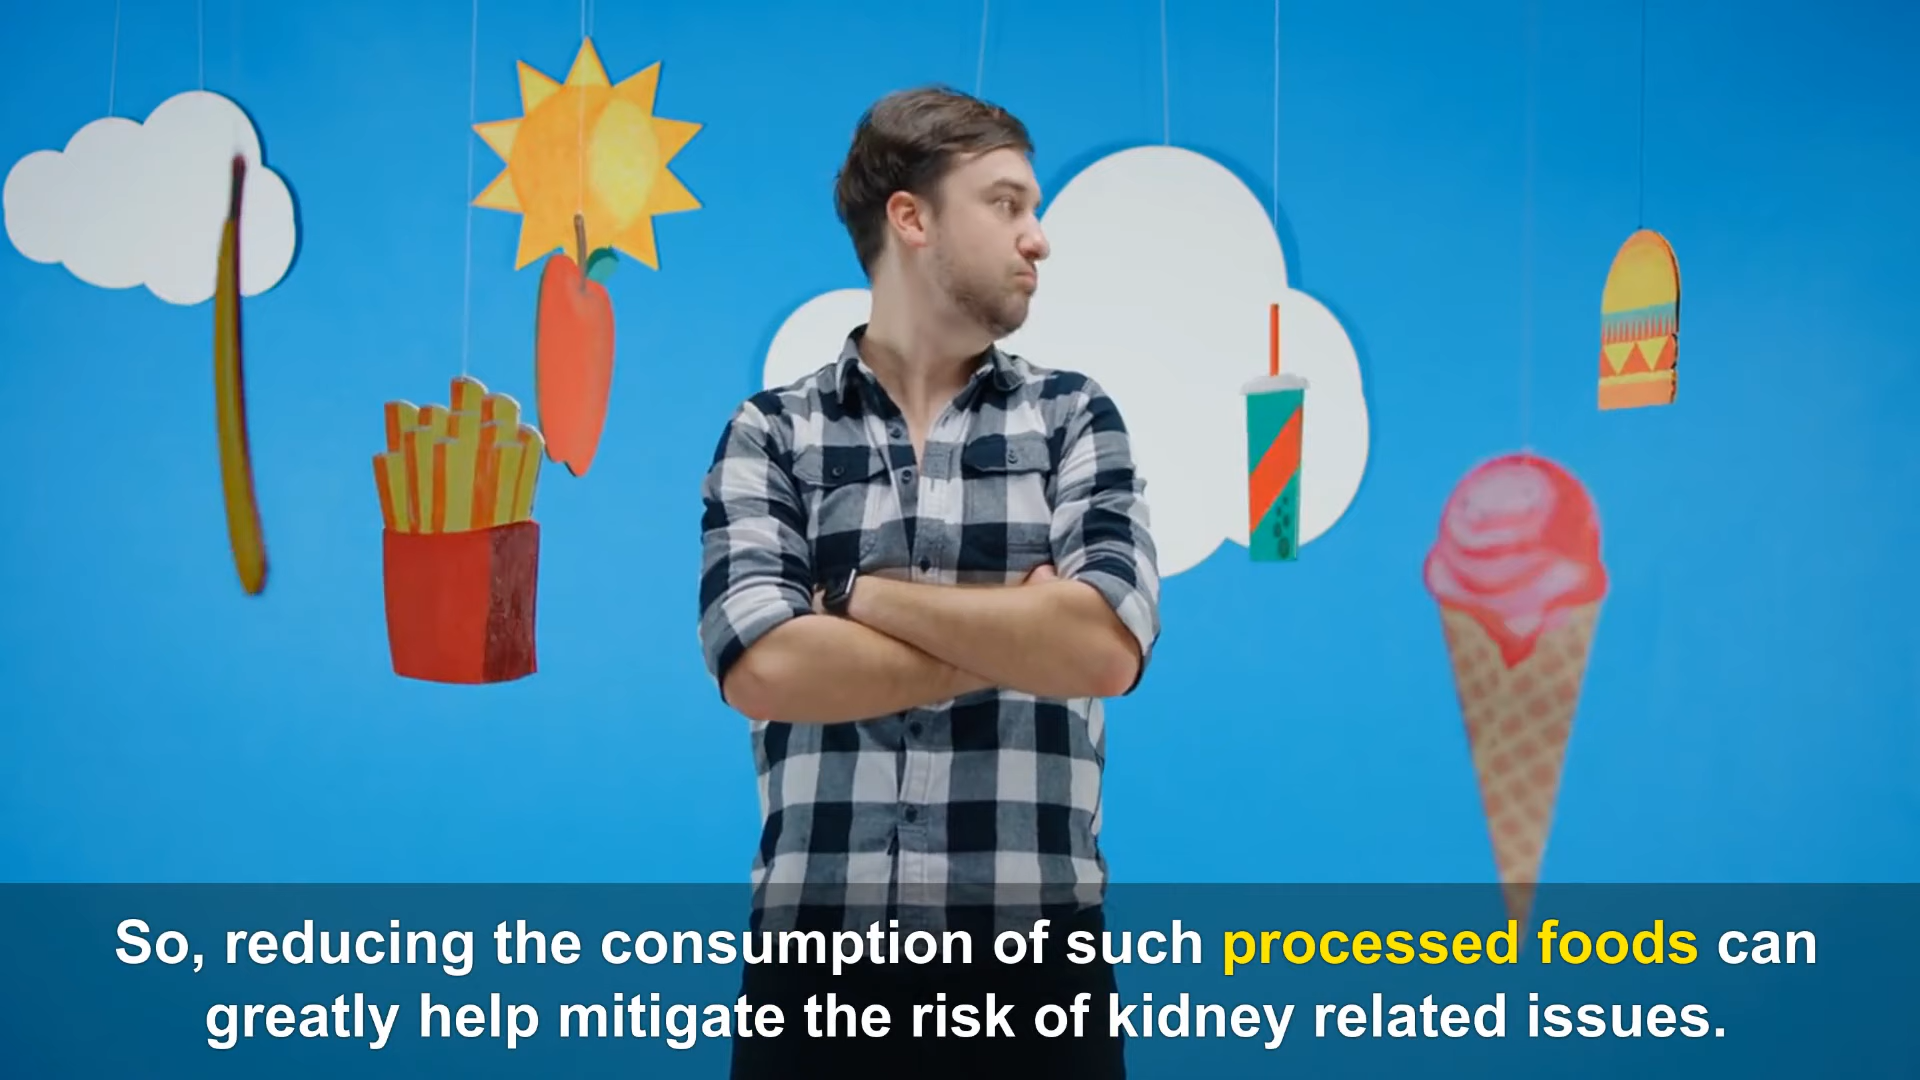 So, reducing the consumption of such processed foods can
greatly help mitigate the risk of kidney related issues.